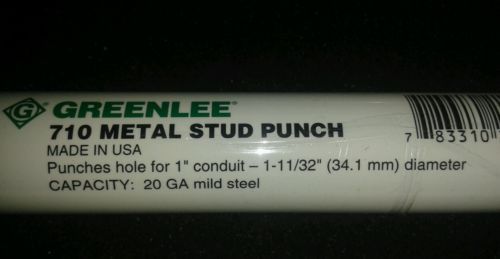 G GREENLEE®
710 METAL STUD PUNCH
MADE IN USA
Punches hole for 1" conduit – 1-11/32" (34.1 mm) diameter
CAPACITY: 20 GA mild steel
7 83310